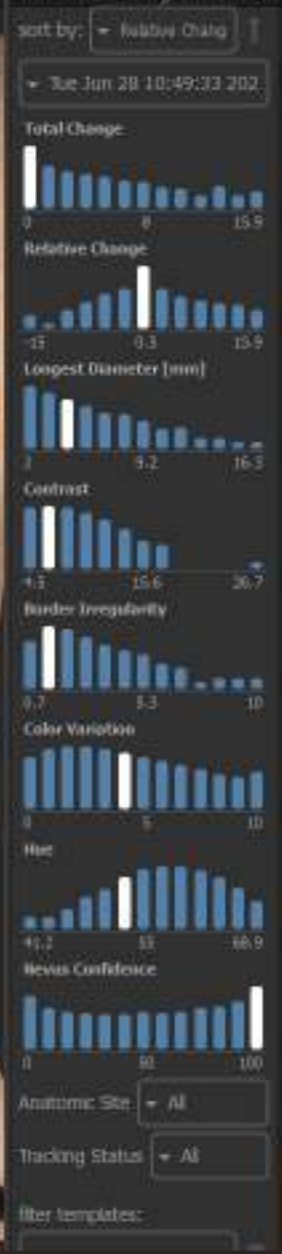 sort by: Relative Chang
Tue Jun 28 10:49:33 202
Total Change
0 8 15.9
Relative Change
-15 0.3 15.9
Longest Diameter [mm]
2 9.2 16.3
Contrast
4.5 15.6 26.7
Border Irregularity
0.7 5.3 10
Color Variation
0 5 10
Hue
41.2 55 68.9
Nevus Confidence
0 50 100
Anatomic Site All
Tracking Status All
filter templates: